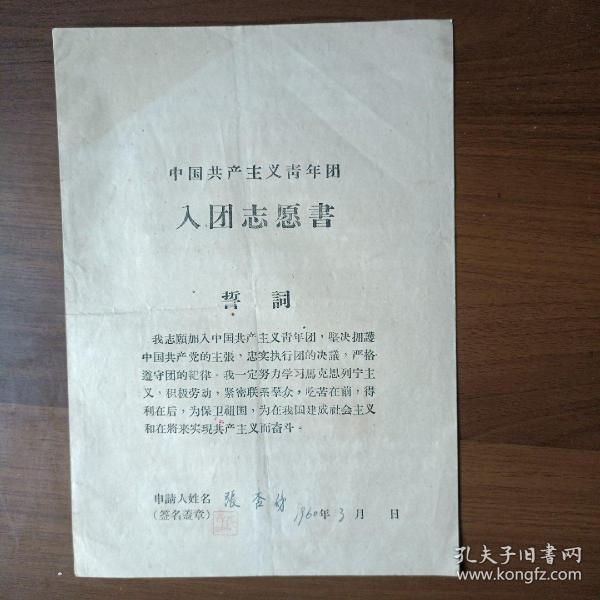 中国共产主义青年团
入团志愿書
誓 詞
我志願加入中国共产主义青年团，坚决拥護
中国共产党的主張，忠实执行团的决議，严格
遵守团的紀律。我一定努力学习馬克思列宁主
义，积极劳动，紧密联系羣众，吃苦在前，得
利在后，为保卫祖国，为在我国建成社会主义
和在將来实現共产主义而奋斗。
申請人姓名 張杏
(签名盖章)
1960年3月 日
孔夫子旧書网
www.kongfz.com